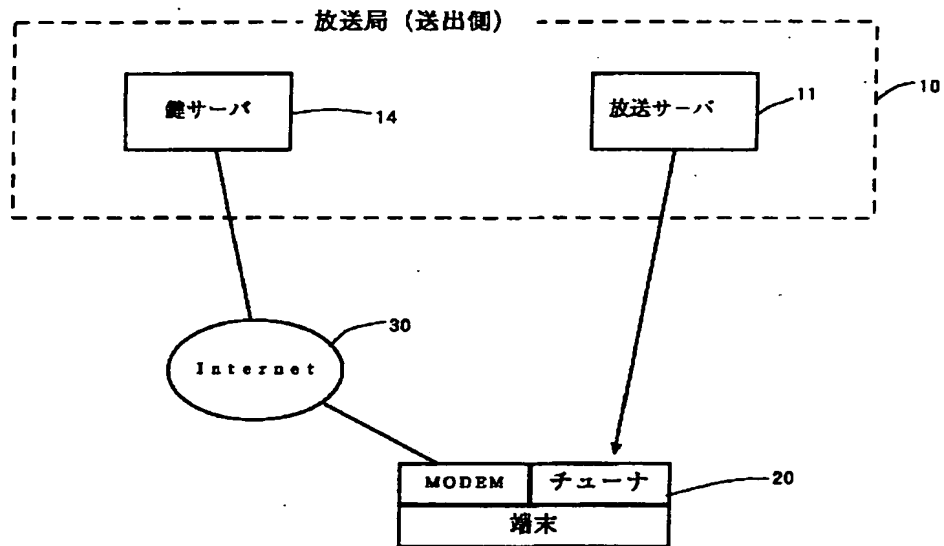 放送局 (送出側)
10
鍵サーバ
14
放送サーバ
11
Internet
30
MODEM
チューナ
20
端末